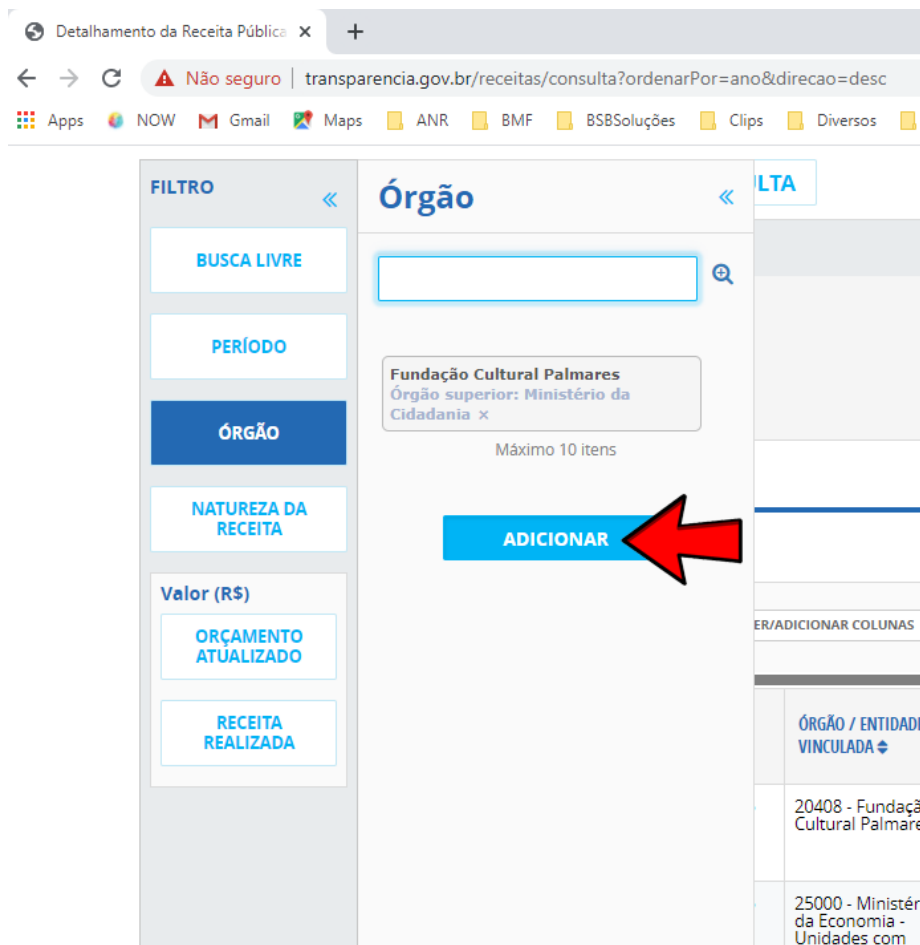 Detalhamento da Receita Pública
Não seguro | transparencia.gov.br/receitas/consulta?ordenarPor=ano&direcao=desc
Apps NOW Gmail Maps ANR BMF BSBSoluções Clips Diversos
FILTRO
BUSCA LIVRE
PERÍODO
ÓRGÃO
NATUREZA DA
RECEITA
Valor (R$)
ORÇAMENTO
ATUALIZADO
RECEITA
REALIZADA
Órgão
Fundação Cultural Palmares
Órgão superior: Ministério da
Cidadania ×
Máximo 10 itens
ADICIONAR
LTA
ER/ADICIONAR COLUNAS
ÓRGÃO / ENTIDADE
VINCULADA
20408 - Fundaçã
Cultural Palmare
25000 - Ministér
da Economia -
Unidades com